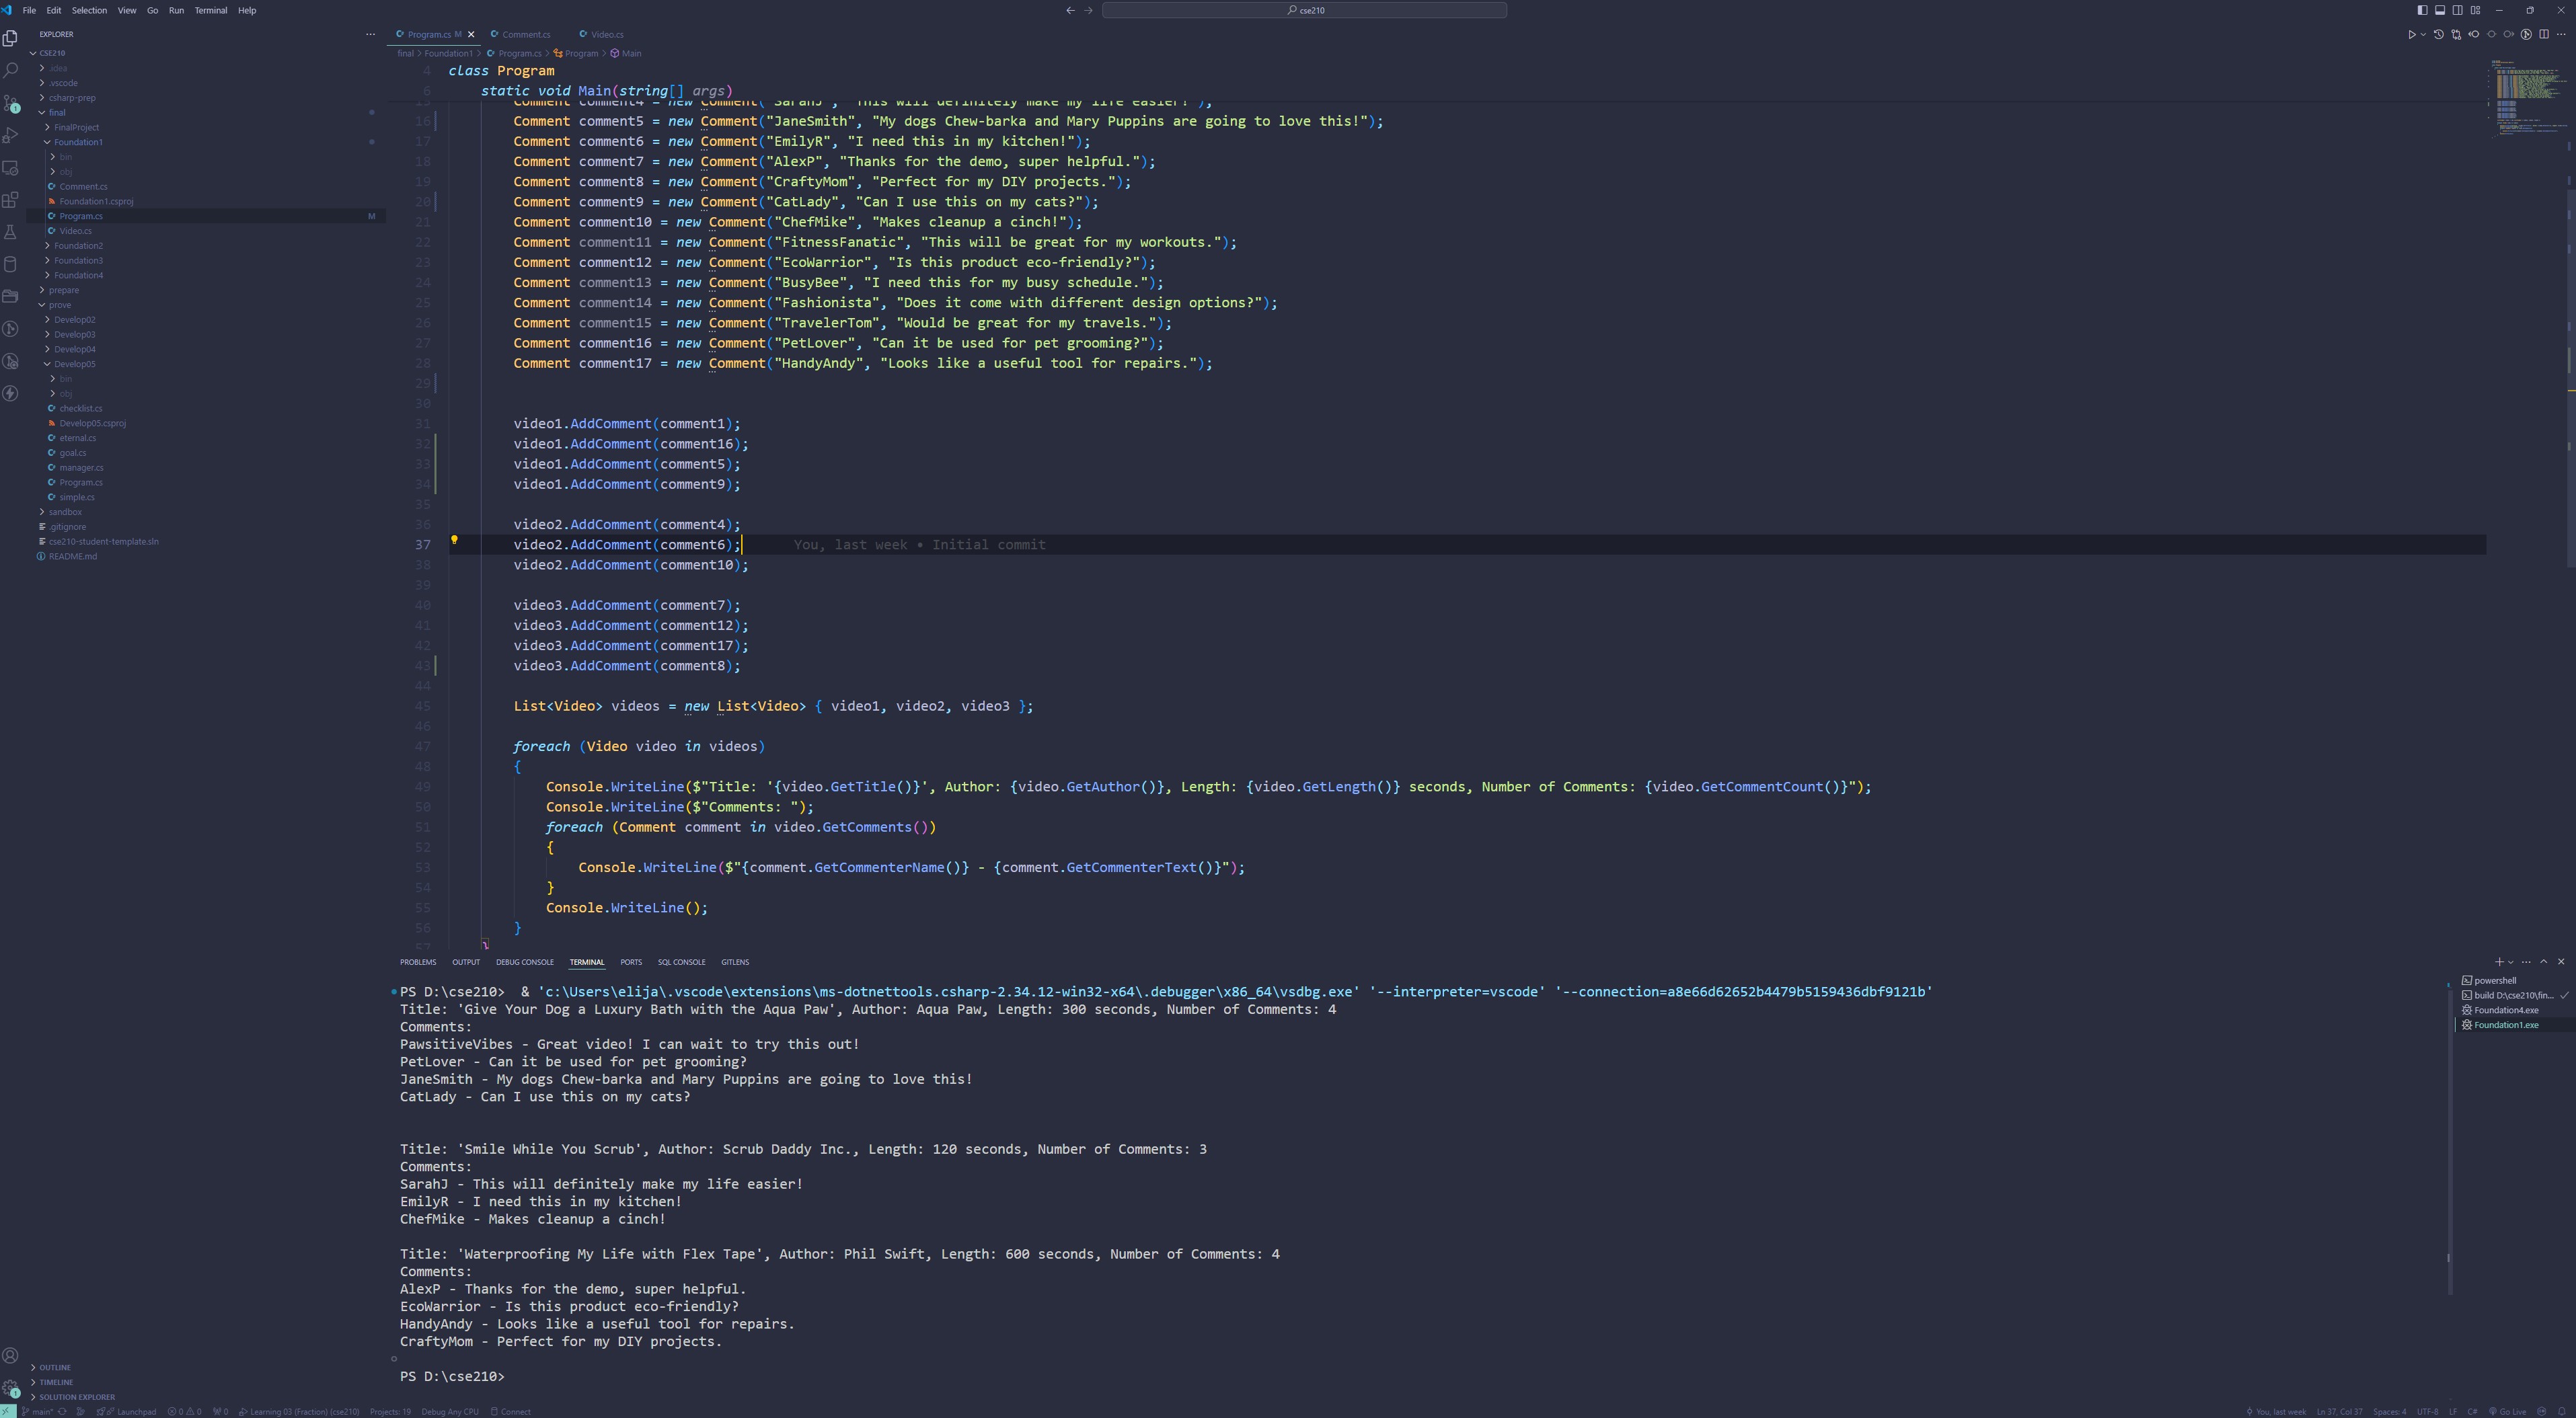 File Edit Selection View Go Run Terminal Help
cse210
EXPLORER
CSE210
.idea
.vscode
csharp-prep
final
FinalProject
Foundation1
bin
obj
Comment.cs
Foundation1.csproj
Program.cs M
Video.cs
Foundation2
Foundation3
Foundation4
prepare
prove
Develop02
Develop03
Develop04
Develop05
bin
obj
checklist.cs
Develop05.csproj
eternal.cs
goal.cs
manager.cs
Program.cs
simple.cs
sandbox
.gitignore
cse210-student-template.sln
README.md
OUTLINE
TIMELINE
SOLUTION EXPLORER
Program.cs M Comment.cs Video.cs
final > Foundation1 > Program.cs > Program > Main
4 class Program
6 static void Main(string[] args)
15 Comment comment4 = new Comment("SarahJ", "This will definitely make my life easier!");
16 Comment comment5 = new Comment("JaneSmith", "My dogs Chew-barka and Mary Puppins are going to love this!");
17 Comment comment6 = new Comment("EmilyR", "I need this in my kitchen!");
18 Comment comment7 = new Comment("AlexP", "Thanks for the demo, super helpful.");
19 Comment comment8 = new Comment("CraftyMom", "Perfect for my DIY projects.");
20 Comment comment9 = new Comment("CatLady", "Can I use this on my cats?");
21 Comment comment10 = new Comment("ChefMike", "Makes cleanup a cinch!");
22 Comment comment11 = new Comment("FitnessFanatic", "This will be great for my workouts.");
23 Comment comment12 = new Comment("EcoWarrior", "Is this product eco-friendly?");
24 Comment comment13 = new Comment("BusyBee", "I need this for my busy schedule.");
25 Comment comment14 = new Comment("Fashionista", "Does it come with different design options?");
26 Comment comment15 = new Comment("TravelerTom", "Would be great for my travels.");
27 Comment comment16 = new Comment("PetLover", "Can it be used for pet grooming?");
28 Comment comment17 = new Comment("HandyAndy", "Looks like a useful tool for repairs.");
29
30
31 video1.AddComment(comment1);
32 video1.AddComment(comment16);
33 video1.AddComment(comment5);
34 video1.AddComment(comment9);
35
36 video2.AddComment(comment4);
37 video2.AddComment(comment6); You, last week • Initial commit
38 video2.AddComment(comment10);
39
40 video3.AddComment(comment7);
41 video3.AddComment(comment12);
42 video3.AddComment(comment17);
43 video3.AddComment(comment8);
44
45 List<Video> videos = new List<Video> { video1, video2, video3 };
46
47 foreach (Video video in videos)
48 {
49 Console.WriteLine($"Title: '{video.GetTitle()}', Author: {video.GetAuthor()}, Length: {video.GetLength()} seconds, Number of Comments: {video.GetCommentCount()}");
50 Console.WriteLine($"Comments: ");
51 foreach (Comment comment in video.GetComments())
52 {
53 Console.WriteLine($"{comment.GetCommenterName()} - {comment.GetCommenterText()}");
54 }
55 Console.WriteLine();
56 }
57 }
PROBLEMS OUTPUT DEBUG CONSOLE TERMINAL PORTS SQL CONSOLE GITLENS
PS D:\cse210> & 'c:\Users\elija\.vscode\extensions\ms-dotnettools.csharp-2.34.12-win32-x64\.debugger\x86_64\vsdbg.exe' '--interpreter=vscode' '--connection=a8e66d62652b4479b5159436dbf9121b'
Title: 'Give Your Dog a Luxury Bath with the Aqua Paw', Author: Aqua Paw, Length: 300 seconds, Number of Comments: 4
Comments:
PawsitiveVibes - Great video! I can wait to try this out!
PetLover - Can it be used for pet grooming?
JaneSmith - My dogs Chew-barka and Mary Puppins are going to love this!
CatLady - Can I use this on my cats?
Title: 'Smile While You Scrub', Author: Scrub Daddy Inc., Length: 120 seconds, Number of Comments: 3
Comments:
SarahJ - This will definitely make my life easier!
EmilyR - I need this in my kitchen!
ChefMike - Makes cleanup a cinch!
Title: 'Waterproofing My Life with Flex Tape', Author: Phil Swift, Length: 600 seconds, Number of Comments: 4
Comments:
AlexP - Thanks for the demo, super helpful.
EcoWarrior - Is this product eco-friendly?
HandyAndy - Looks like a useful tool for repairs.
CraftyMom - Perfect for my DIY projects.
PS D:\cse210>
powershell
build D:\cse210\fin...
Foundation4.exe
Foundation1.exe
main* Launchpad 0 0 0 Learning 03 (Fraction) (cse210) Projects: 19 Debug Any CPU Connect
You, last week Ln 37, Col 37 Spaces: 4 UTF-8 LF C# Go Live